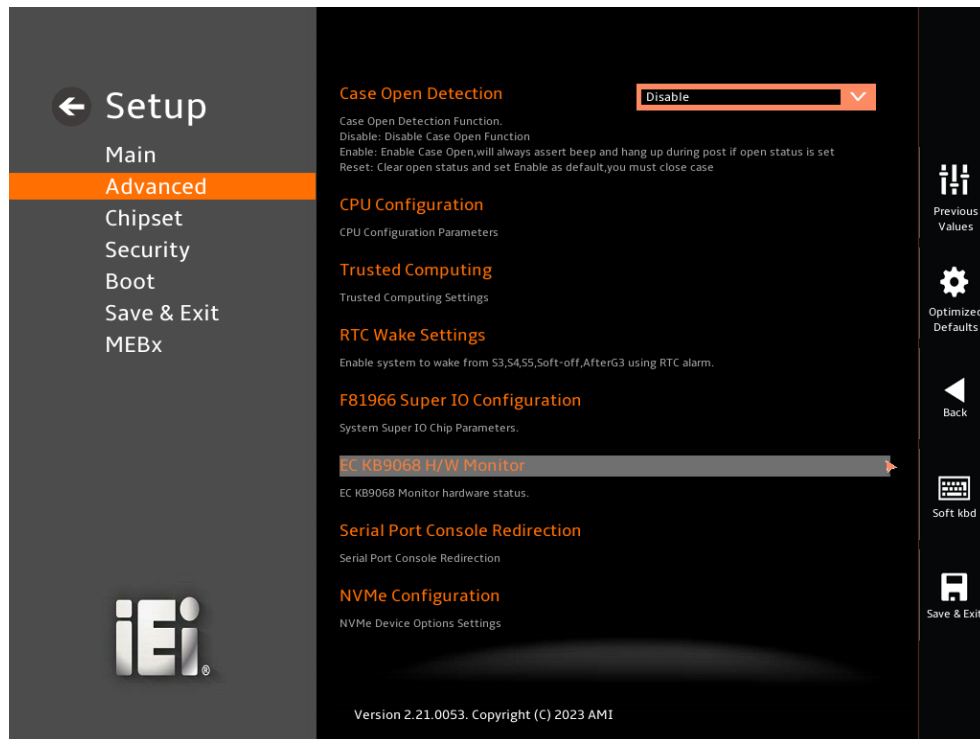 Setup
Main
Advanced
Chipset
Security
Boot
Save & Exit
MEBx
iEi®
Case Open Detection
Disable
Case Open Detection Function.
Disable: Disable Case Open Function
Enable: Enable Case Open,will always assert beep and hang up during post if open status is set
Reset: Clear open status and set Enable as default,you must close case
CPU Configuration
CPU Configuration Parameters
Trusted Computing
Trusted Computing Settings
RTC Wake Settings
Enable system to wake from S3,S4,S5,Soft-off,AfterG3 using RTC alarm.
F81966 Super IO Configuration
System Super IO Chip Parameters.
EC KB9068 H/W Monitor
EC KB9068 Monitor hardware status.
Serial Port Console Redirection
Serial Port Console Redirection
NVMe Configuration
NVMe Device Options Settings
Version 2.21.0053. Copyright (C) 2023 AMI
Previous
Values
Optimized
Defaults
Back
Soft kbd
Save & Exit